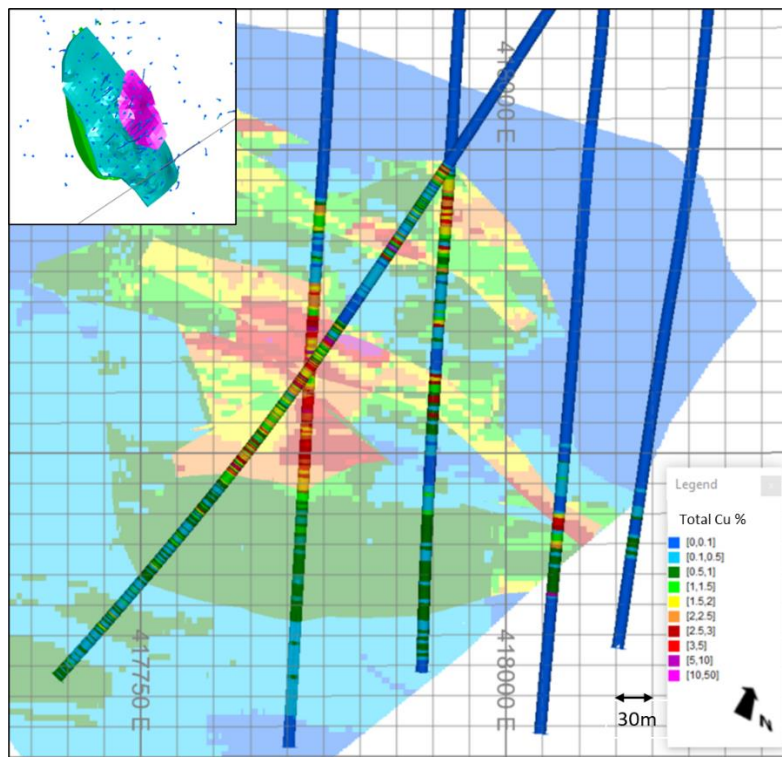 418000 E
417750 E
418000 E
Legend
Total Cu %
[0,0.1]
[0.1,0.5]
[0.5,1]
[1,1.5]
[1.5,2]
[2,2.5]
[2.5,3]
[3,5]
[5,10]
[10,50]
30m
N